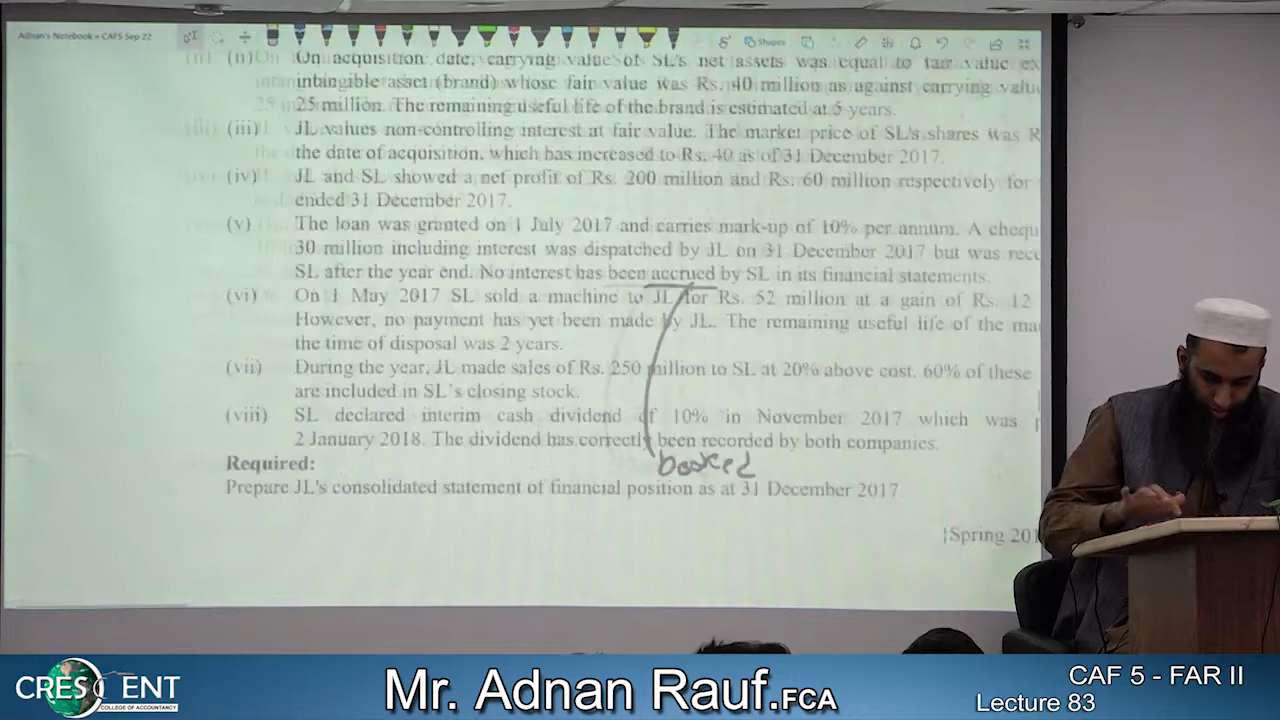 Adnan's Notebook » CAF5 Sep 22
Shapes
(ii) On acquisition date, carrying value of SL's net assets was equal to fair value
intangible asset (brand) whose fair value was Rs. 40 million as against carrying
25 million. The remaining useful life of the brand is estimated at 5 years.
(iii) JL values non-controlling interest at fair value. The market price of SL's shares was
the date of acquisition, which has increased to Rs. 40 as of 31 December 2017.
(iv) JL and SL showed a net profit of Rs. 200 million and Rs. 60 million respectively for
ended 31 December 2017.
(v) The loan was granted on 1 July 2017 and carries mark-up of 10% per annum. A
30 million including interest was dispatched by JL on 31 December 2017 but was
SL after the year end. No interest has been accrued by SL in its financial statements.
(vi) On 1 May 2017 SL sold a machine to JL for Rs. 52 million at a gain of Rs. 12
However, no payment has yet been made by JL. The remaining useful life of the
the time of disposal was 2 years.
(vii) During the year, JL made sales of Rs. 250 million to SL at 20% above cost. 60% of these
are included in SL's closing stock.
(viii) SL declared interim cash dividend of 10% in November 2017 which was
2 January 2018. The dividend has correctly been recorded by both companies.
booked
Required:
Prepare JL's consolidated statement of financial position as at 31 December 2017
{Spring 201
CRESCENT
COLLEGE OF ACCOUNTANCY
Mr. Adnan Rauf.FCA
CAF 5 - FAR II
Lecture 83